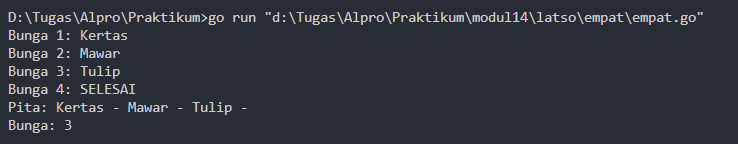 D:\Tugas\Alpro\Praktikum>go run "d:\Tugas\Alpro\Praktikum\modul14\latso\empat\empat.go"
Bunga 1: Kertas
Bunga 2: Mawar
Bunga 3: Tulip
Bunga 4: SELESAI
Pita: Kertas - Mawar - Tulip -
Bunga: 3